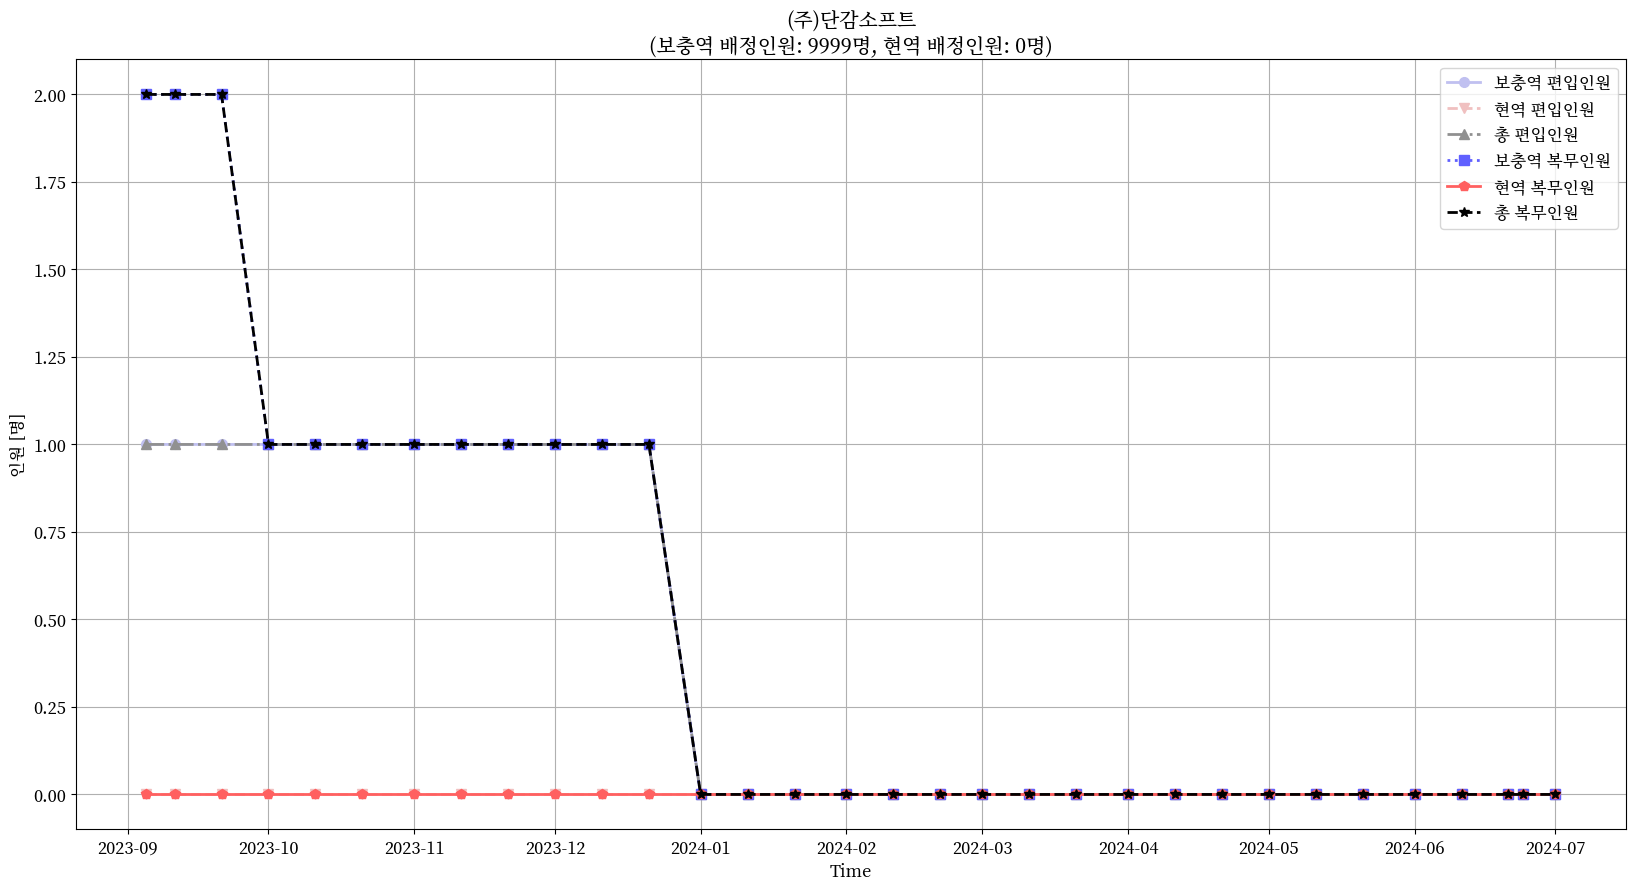 (주)단감소프트
(보충역 배정인원: 9999명, 현역 배정인원: 0명)
보충역 편입인원
현역 편입인원
총 편입인원
보충역 복무인원
현역 복무인원
총 복무인원
인원 [명]
2.00
1.75
1.50
1.25
1.00
0.75
0.50
0.25
0.00
2023-09
2023-10
2023-11
2023-12
2024-01
2024-02
2024-03
2024-04
2024-05
2024-06
2024-07
Time